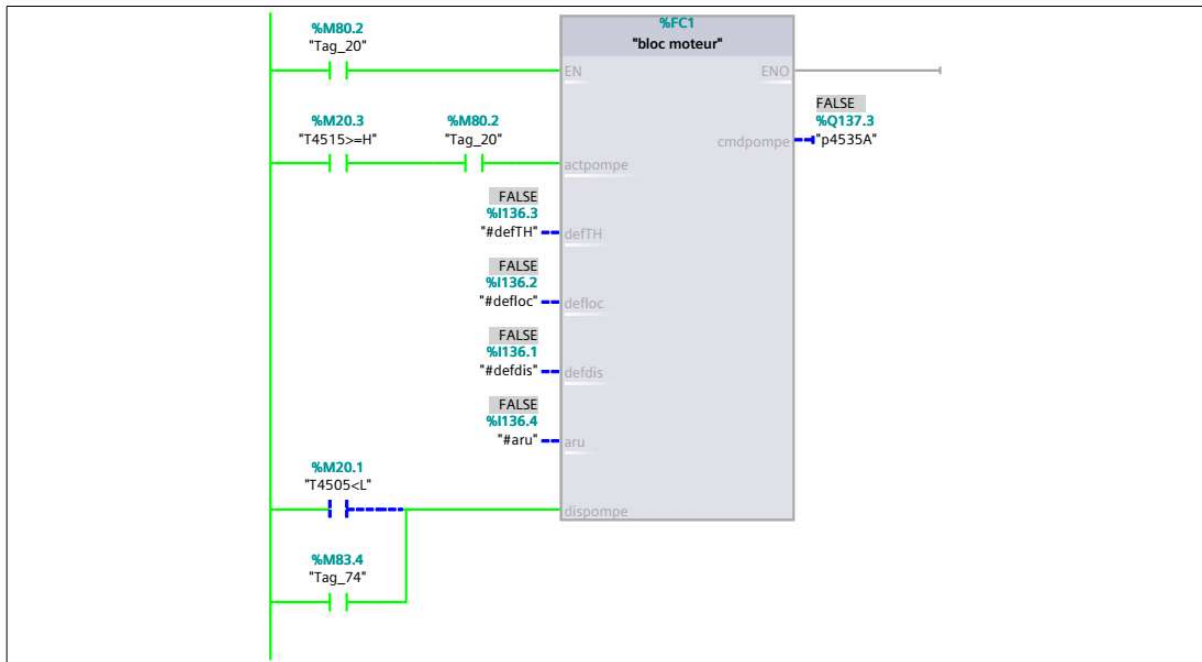 %M80.2
"Tag_20"
%FC1
"bloc moteur"
EN
ENO
%M20.3
"T4515>=H"
%M80.2
"Tag_20"
actpompe
FALSE
%Q137.3
cmdpompe
"p4535A"
FALSE
%I136.3
"#defTH"
defTH
FALSE
%I136.2
"#defloc"
defloc
FALSE
%I136.1
"#defdis"
defdis
FALSE
%I136.4
"#aru"
aru
%M20.1
"T4505<L"
dispompe
%M83.4
"Tag_74"